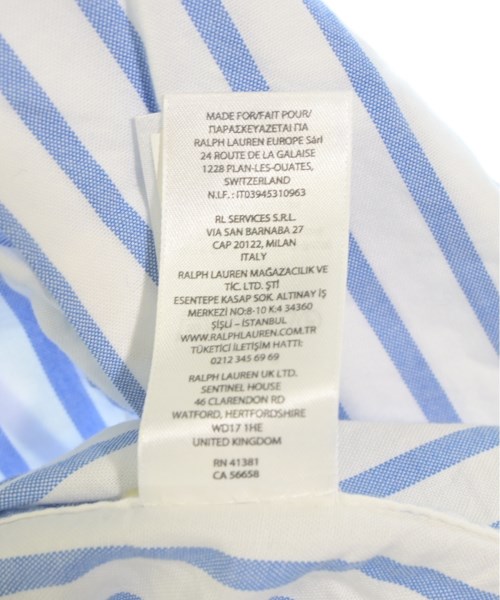 MADE FOR/FAIT POUR/
ΠΑΡΑΣΚΕΥΑΖΕΤΑΙ ΓΙΑ
RALPH LAUREN EUROPE Sàrl
24 ROUTE DE LA GALAISE
1228 PLAN-LES-OUATES,
SWITZERLAND
N.I.F. : IT03945310963
RL SERVICES S.R.L.
VIA SAN BARNABA 27
CAP 20122, MILAN
ITALY
RALPH LAUREN MAĞAZACILIK VE
TİC. LTD. ŞTİ
ESENTEPE KASAP SOK. ALTINAY İŞ
MERKEZİ NO:8-10 K:4 34360
ŞİŞLİ – İSTANBUL
WWW.RALPHLAUREN.COM.TR
TÜKETİCİ İLETİŞİM HATTI:
0212 345 69 69
RALPH LAUREN UK LTD.
SENTINEL HOUSE
46 CLARENDON RD
WATFORD, HERTFORDSHIRE
WD17 1HE
UNITED KINGDOM
RN 41381
CA 56658